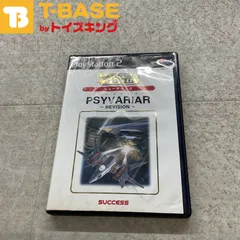 TB
T-BASE
byトイズキング
PlayStation 2
PSYVARIAR
- REVISION -
SUCCESS